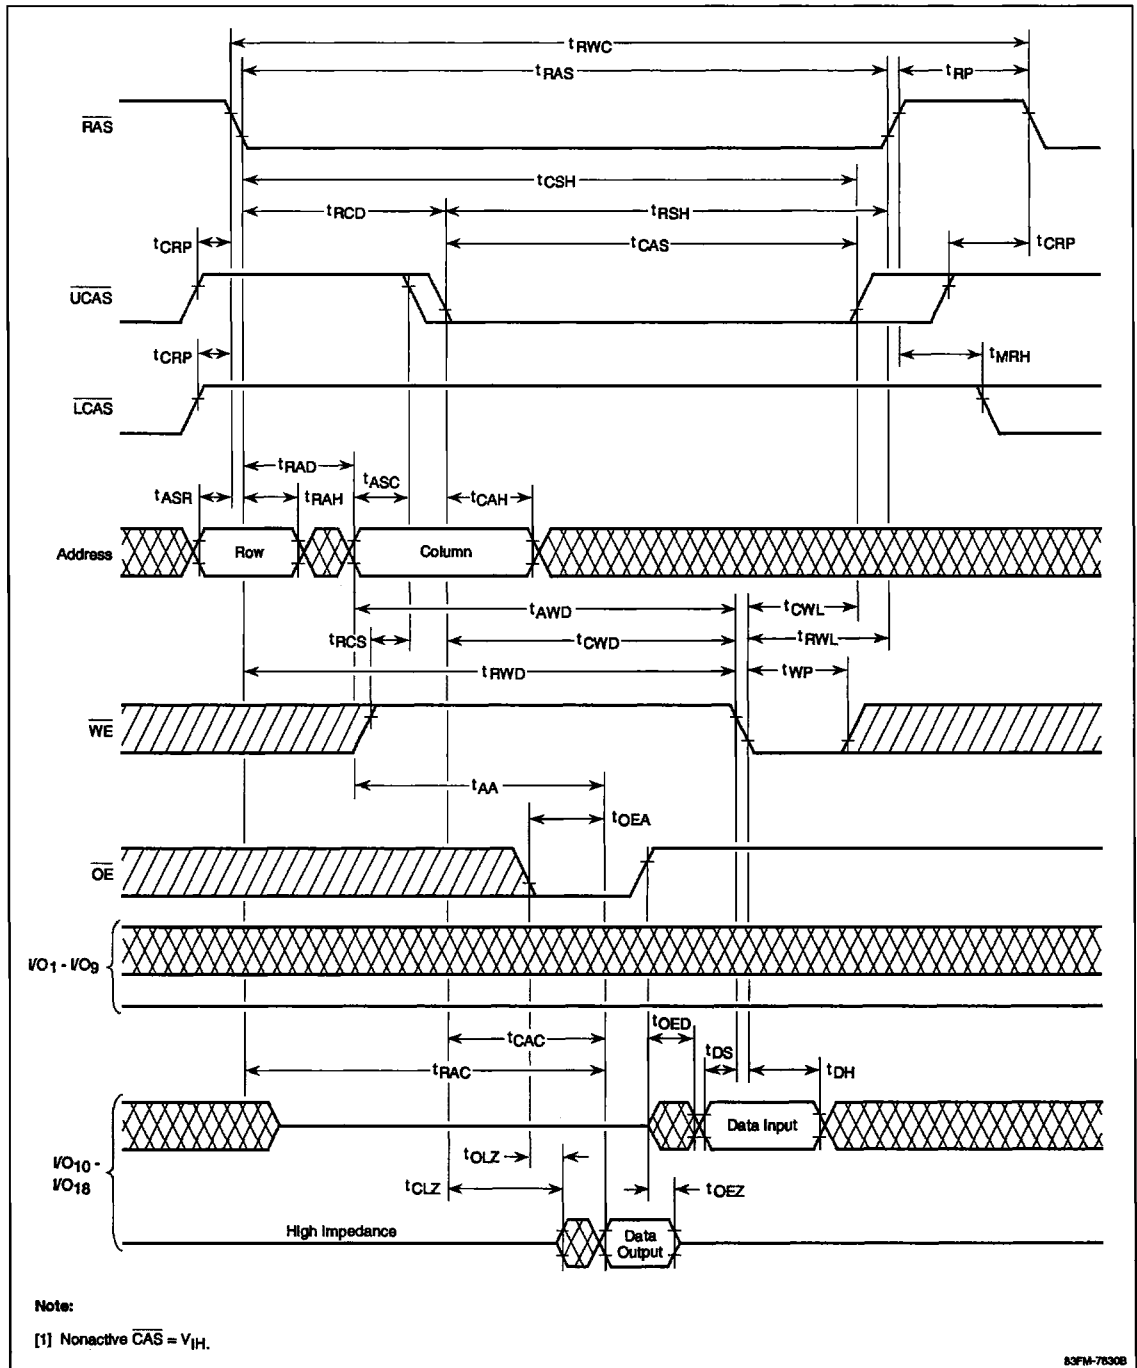 tRWC
tRAS
tRP
RAS
tCSH
tRCD
tRSH
tCRP
tCAS
tCRP
UCAS
tCRP
tMRH
LCAS
tRAD
tASC
tASR
tRAH
tCAH
Address
Row
Column
tAWD
tCWL
tRCS
tCWD
tRWL
tRWD
tWP
WE
tAA
tOEA
OE
I/O1 - I/O9
tOED
tCAC
tDS
tRAC
tDH
Data Input
I/O10 -
I/O18
tOLZ
tCLZ
tOEZ
High Impedance
Data
Output
Note:
[1] Nonactive CAS = VIH.
83FM-7630B